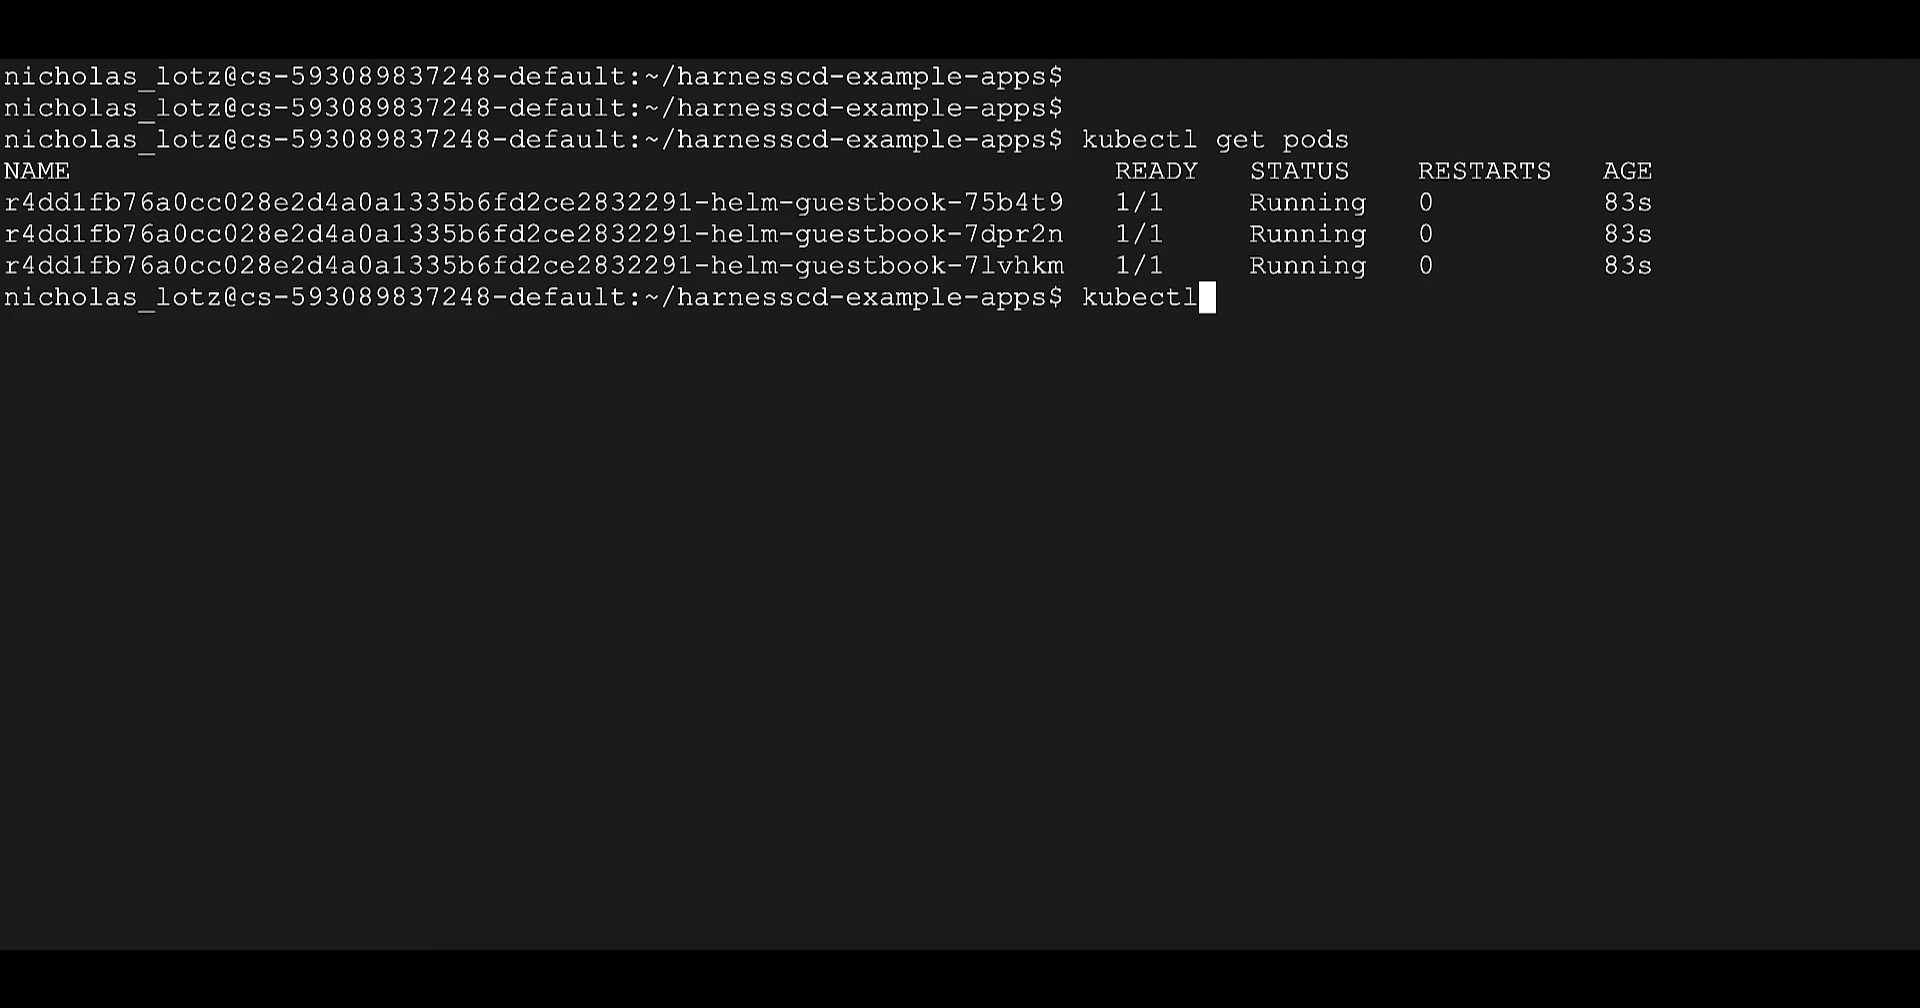 nicholas_lotz@cs-593089837248-default:~/harnesscd-example-apps$
nicholas_lotz@cs-593089837248-default:~/harnesscd-example-apps$
nicholas_lotz@cs-593089837248-default:~/harnesscd-example-apps$ kubectl get pods
NAME READY STATUS RESTARTS AGE
r4dd1fb76a0cc028e2d4a0a1335b6fd2ce2832291-helm-guestbook-75b4t9 1/1 Running 0 83s
r4dd1fb76a0cc028e2d4a0a1335b6fd2ce2832291-helm-guestbook-7dpr2n 1/1 Running 0 83s
r4dd1fb76a0cc028e2d4a0a1335b6fd2ce2832291-helm-guestbook-7lvhkm 1/1 Running 0 83s
nicholas_lotz@cs-593089837248-default:~/harnesscd-example-apps$ kubectl